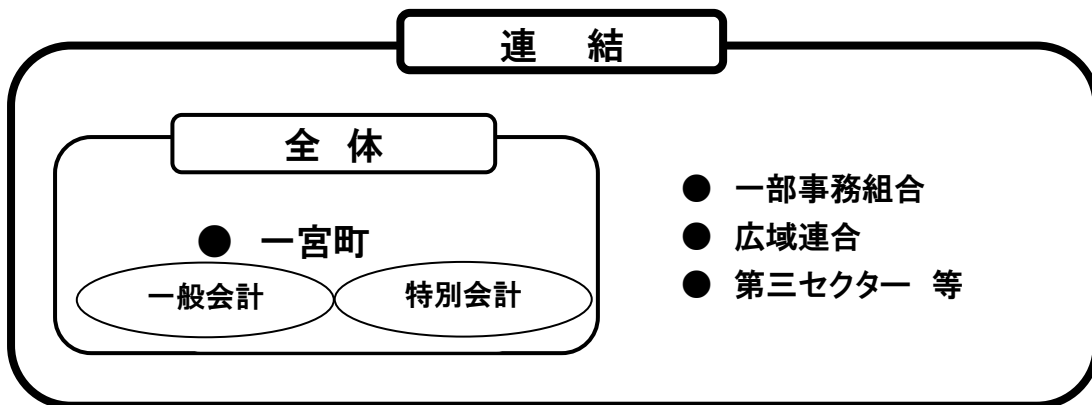 連 結
全 体
● 一宮町
一般会計
特別会計
● 一部事務組合
● 広域連合
● 第三セクター 等